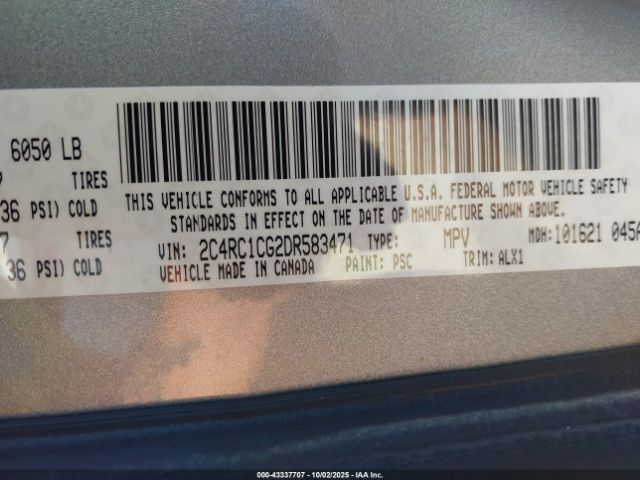 6050 LB
TIRES
36 PSI) COLD
TIRES
36 PSI) COLD
THIS VEHICLE CONFORMS TO ALL APPLICABLE U.S.A. FEDERAL MOTOR VEHICLE SAFETY
STANDARDS IN EFFECT ON THE DATE OF MANUFACTURE SHOWN ABOVE.
VIN: 2C4RC1CG2DR583471 TYPE: MPV MDH:101621 0454
VEHICLE MADE IN CANADA PAINT: PSC TRIM: ALX1
000-43337707 - 10/02/2025 - IAA Inc.